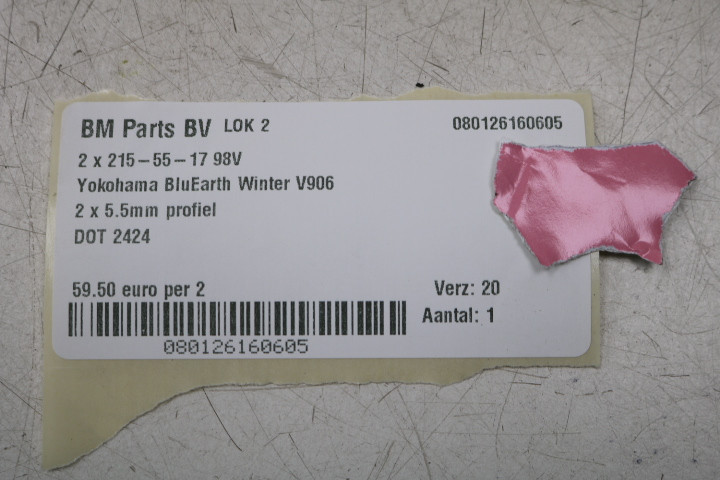 BM Parts BV LOK 2 080126160605
2 x 215-55-17 98V
Yokohama BluEarth Winter V906
2 x 5.5mm profiel
DOT 2424
59.50 euro per 2 Verz: 20
Aantal: 1
080126160605